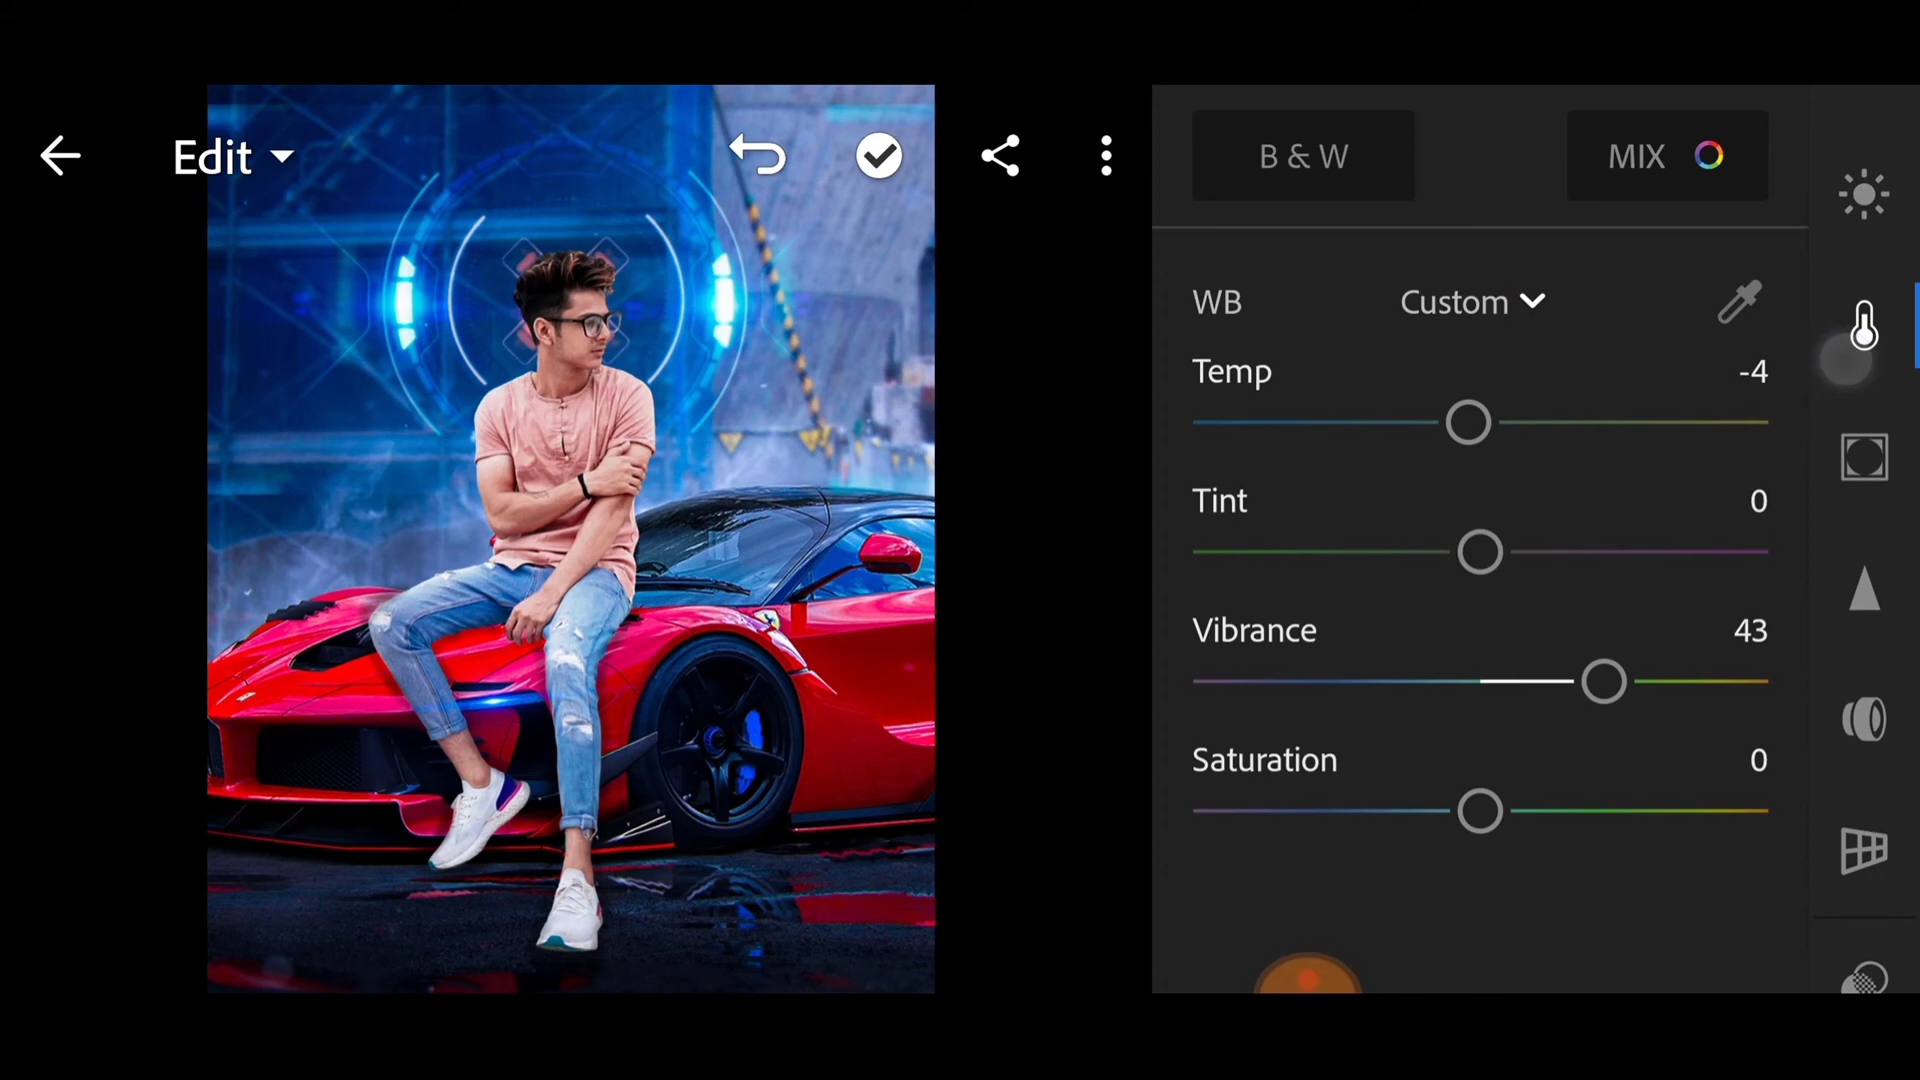 Edit
B & W
MIX
WB
Custom
Temp
-4
Tint
0
Vibrance
43
Saturation
0